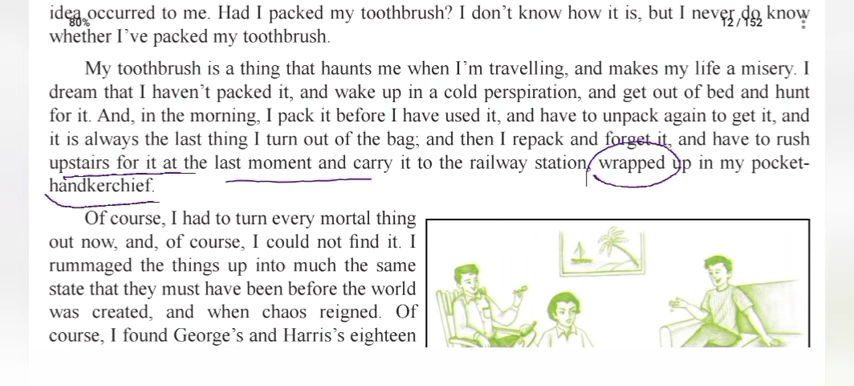 idea occurred to me. Had I packed my toothbrush? I don't know how it is, but I never do know
80%
12 / 152
whether I've packed my toothbrush.
My toothbrush is a thing that haunts me when I'm travelling, and makes my life a misery. I
dream that I haven't packed it, and wake up in a cold perspiration, and get out of bed and hunt
for it. And, in the morning, I pack it before I have used it, and have to unpack again to get it, and
it is always the last thing I turn out of the bag; and then I repack and forget it, and have to rush
upstairs for it at the last moment and carry it to the railway station, wrapped up in my pocket-
handkerchief.
Of course, I had to turn every mortal thing
out now, and, of course, I could not find it. I
rummaged the things up into much the same
state that they must have been before the world
was created, and when chaos reigned. Of
course, I found George's and Harris's eighteen